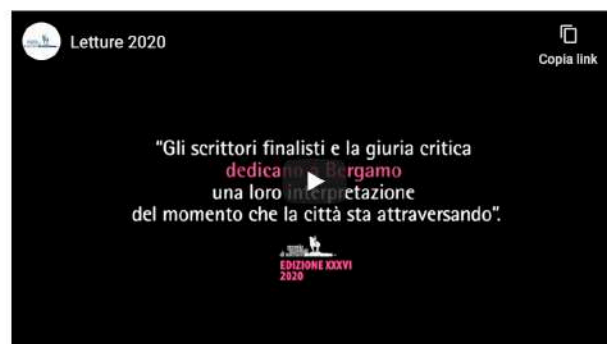 Letture 2020
Copia link
"Gli scrittori finalisti e la giuria critica
dedicano a Bergamo
una loro interpretazione
del momento che la città sta attraversando".
EDIZIONE XXXVI
2020